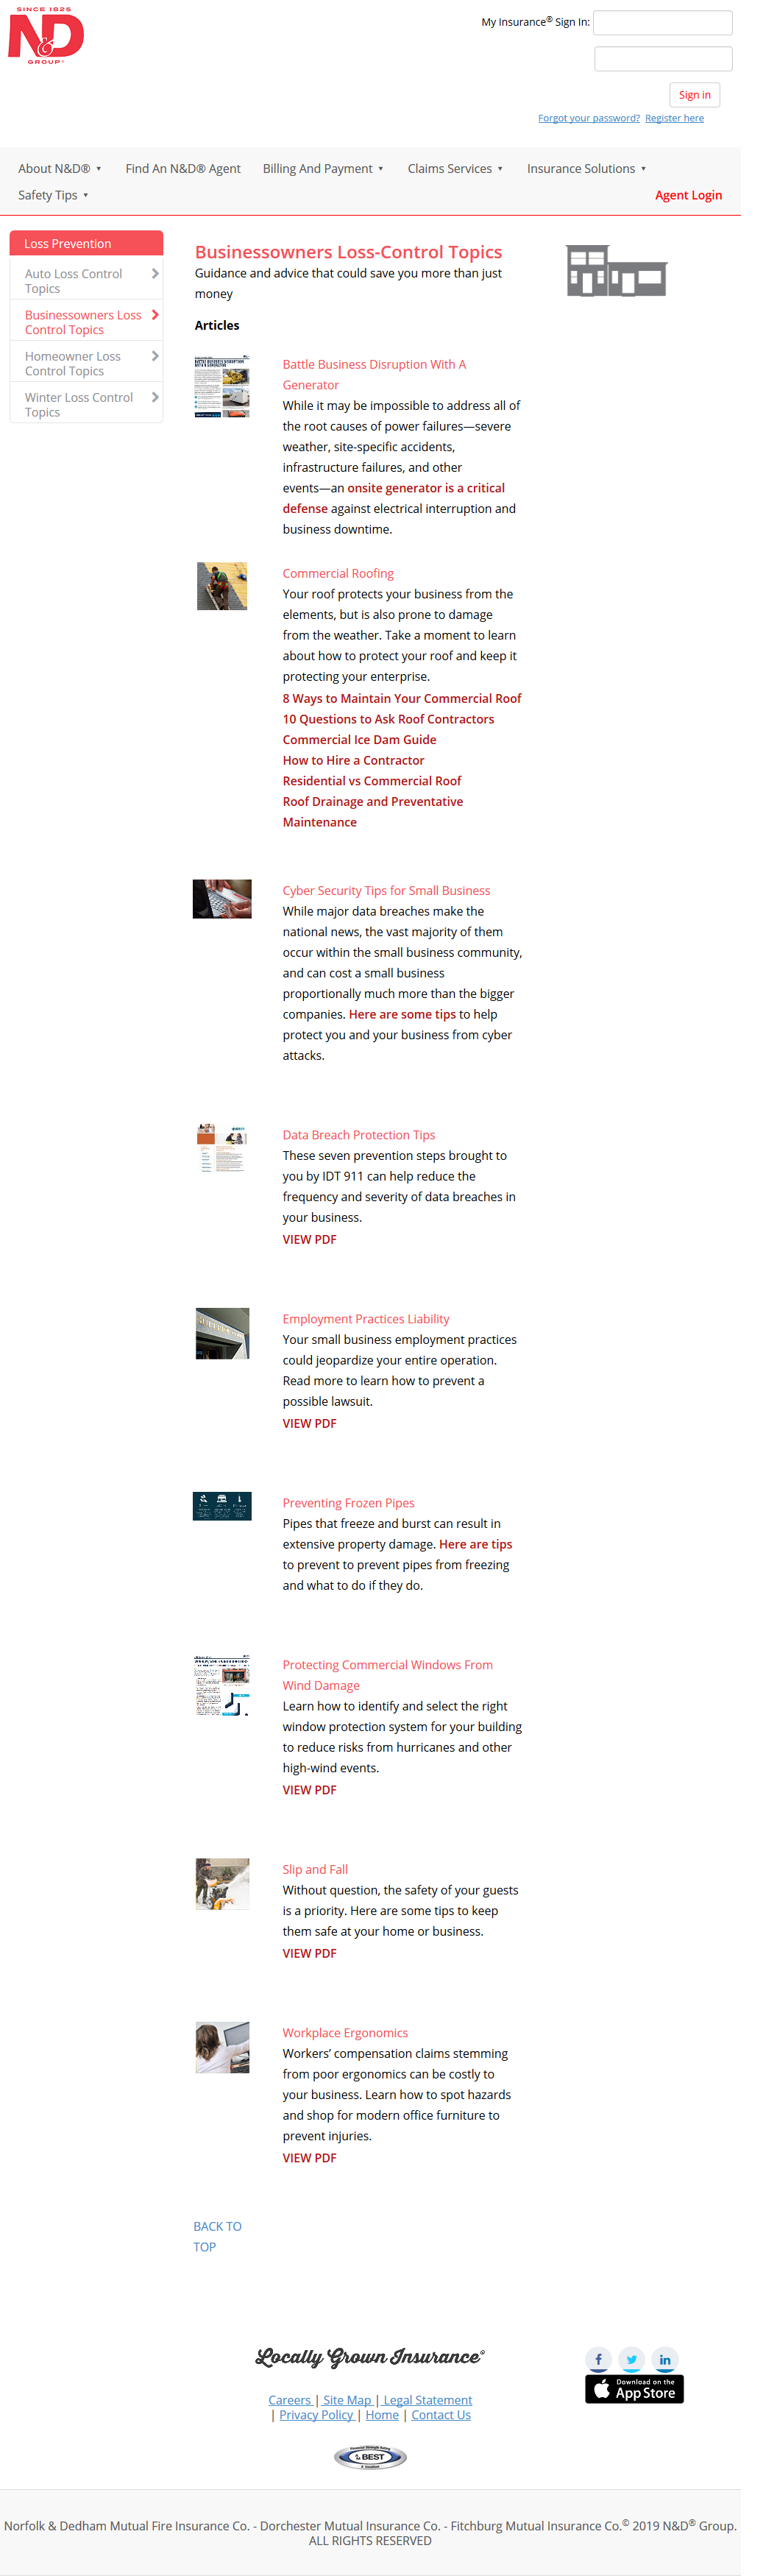 SINCE 1825
N&D
GROUP®
My Insurance® Sign In:
Sign in
Forgot your password? Register here
About N&D® ▼ Find An N&D® Agent Billing And Payment ▼ Claims Services ▼ Insurance Solutions ▼
Safety Tips ▼ Agent Login
Loss Prevention
Auto Loss Control
Topics
Businessowners Loss
Control Topics
Homeowner Loss
Control Topics
Winter Loss Control
Topics
Businessowners Loss-Control Topics
Guidance and advice that could save you more than just
money
Articles
BATTLE BUSINESS DISRUPTION
WITH A GENERATOR
Battle Business Disruption With A
Generator
While it may be impossible to address all of
the root causes of power failures—severe
weather, site-specific accidents,
infrastructure failures, and other
events—an onsite generator is a critical
defense against electrical interruption and
business downtime.
Commercial Roofing
Your roof protects your business from the
elements, but is also prone to damage
from the weather. Take a moment to learn
about how to protect your roof and keep it
protecting your enterprise.
8 Ways to Maintain Your Commercial Roof
10 Questions to Ask Roof Contractors
Commercial Ice Dam Guide
How to Hire a Contractor
Residential vs Commercial Roof
Roof Drainage and Preventative
Maintenance
Cyber Security Tips for Small Business
While major data breaches make the
national news, the vast majority of them
occur within the small business community,
and can cost a small business
proportionally much more than the bigger
companies. Here are some tips to help
protect you and your business from cyber
attacks.
Data Breach Protection Tips
These seven prevention steps brought to
you by IDT 911 can help reduce the
frequency and severity of data breaches in
your business.
VIEW PDF
Employment Practices Liability
Your small business employment practices
could jeopardize your entire operation.
Read more to learn how to prevent a
possible lawsuit.
VIEW PDF
Preventing Frozen Pipes
Pipes that freeze and burst can result in
extensive property damage. Here are tips
to prevent to prevent pipes from freezing
and what to do if they do.
Protecting Commercial Windows From
Wind Damage
Learn how to identify and select the right
window protection system for your building
to reduce risks from hurricanes and other
high-wind events.
VIEW PDF
Slip and Fall
Without question, the safety of your guests
is a priority. Here are some tips to keep
them safe at your home or business.
VIEW PDF
Workplace Ergonomics
Workers’ compensation claims stemming
from poor ergonomics can be costly to
your business. Learn how to spot hazards
and shop for modern office furniture to
prevent injuries.
VIEW PDF
BACK TO
TOP
Locally Grown Insurance®
Download on the
App Store
Careers | Site Map | Legal Statement
| Privacy Policy | Home | Contact Us
BEST
Norfolk & Dedham Mutual Fire Insurance Co. - Dorchester Mutual Insurance Co. - Fitchburg Mutual Insurance Co.© 2019 N&D® Group.
ALL RIGHTS RESERVED